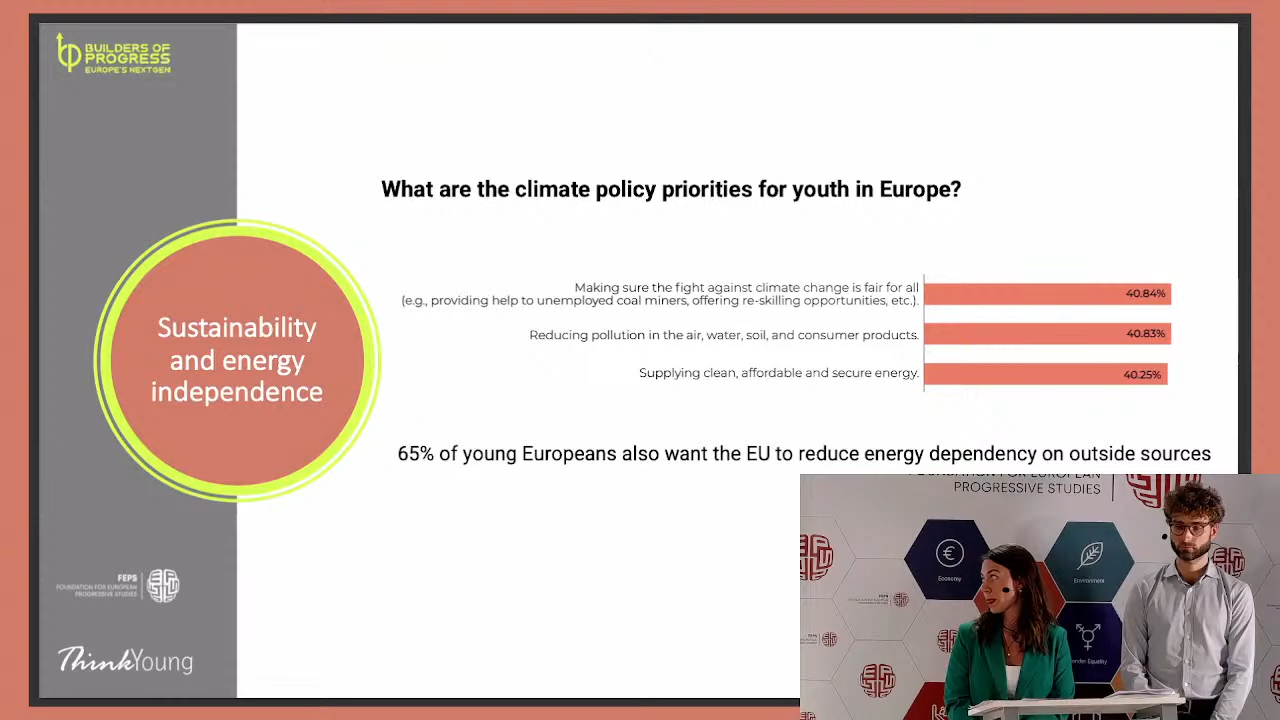 BUILDERS OF
PROGRESS
EUROPE'S NEXTGEN
What are the climate policy priorities for youth in Europe?
Sustainability
and energy
independence
Making sure the fight against climate change is fair for all
(e.g., providing help to unemployed coal miners, offering re-skilling opportunities, etc.).
40.84%
Reducing pollution in the air, water, soil, and consumer products.
40.83%
Supplying clean, affordable and secure energy.
40.25%
65% of young Europeans also want the EU to reduce energy dependency on outside sources
FEPS
FOUNDATION FOR EUROPEAN
PROGRESSIVE STUDIES
ThinkYoung
FOUNDATION FOR EUROPEAN
PROGRESSIVE STUDIES
Economy
Environment
Gender Equality